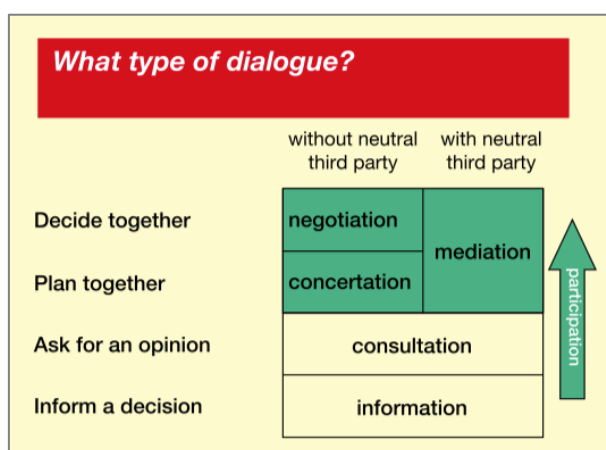 What type of dialogue?
without neutral with neutral
third party third party
Decide together negotiation
mediation
Plan together concertation
Ask for an opinion consultation
Inform a decision information
participation